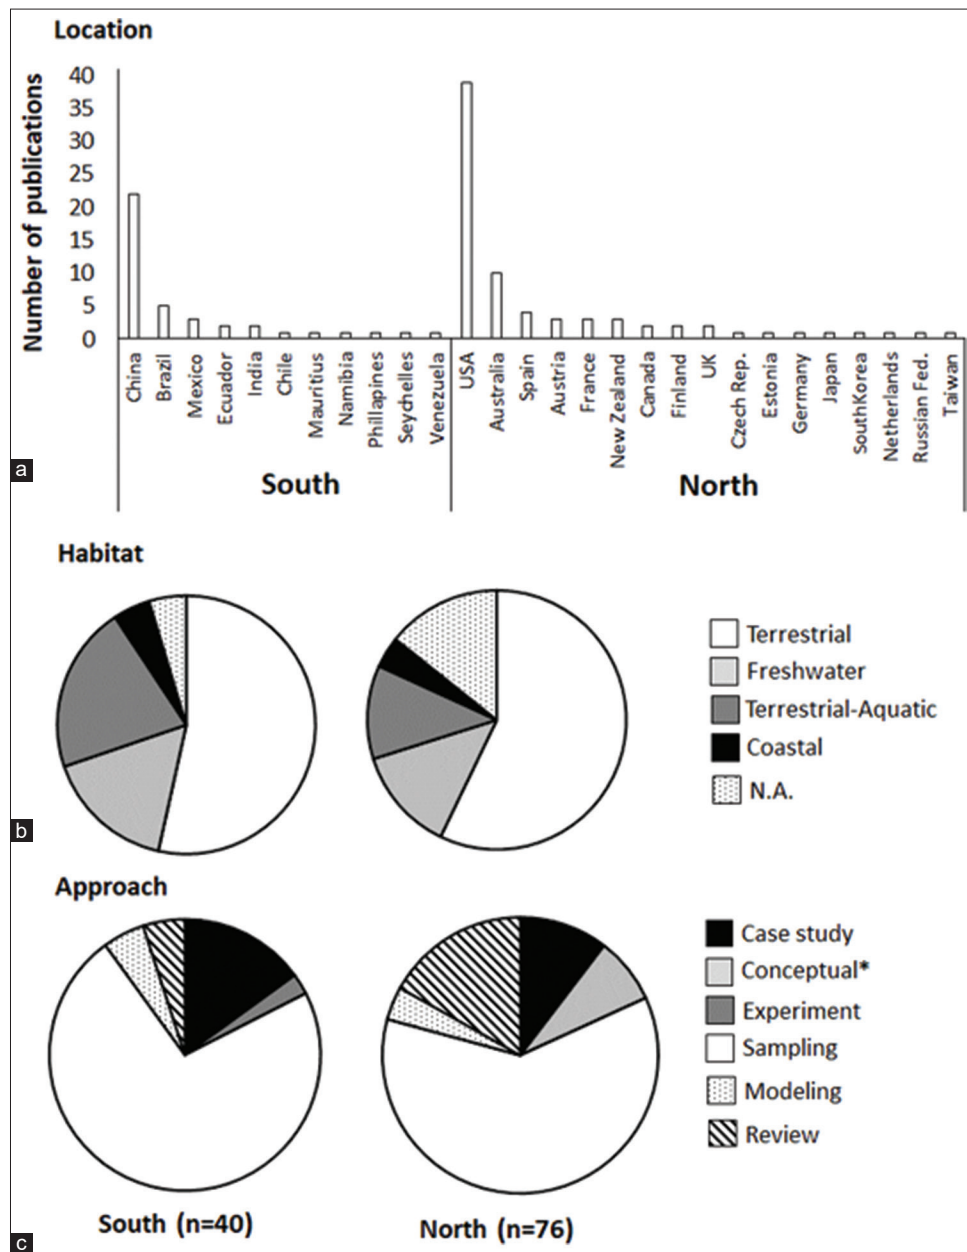 Location
Number of publications
40
35
30
25
20
15
10
5
0
China
Brazil
Mexico
Ecuador
India
Chile
Mauritius
Namibia
Phillapines
Seychelles
Venezuela
USA
Australia
Spain
Austria
France
New Zealand
Canada
Finland
UK
Czech Rep.
Estonia
Germany
Japan
SouthKorea
Netherlands
Russian Fed.
Taiwan
South
North
a
Habitat
Terrestrial
Freshwater
Terrestrial-Aquatic
Coastal
N.A.
b
Approach
Case study
Conceptual*
Experiment
Sampling
Modeling
Review
South (n=40)
North (n=76)
c